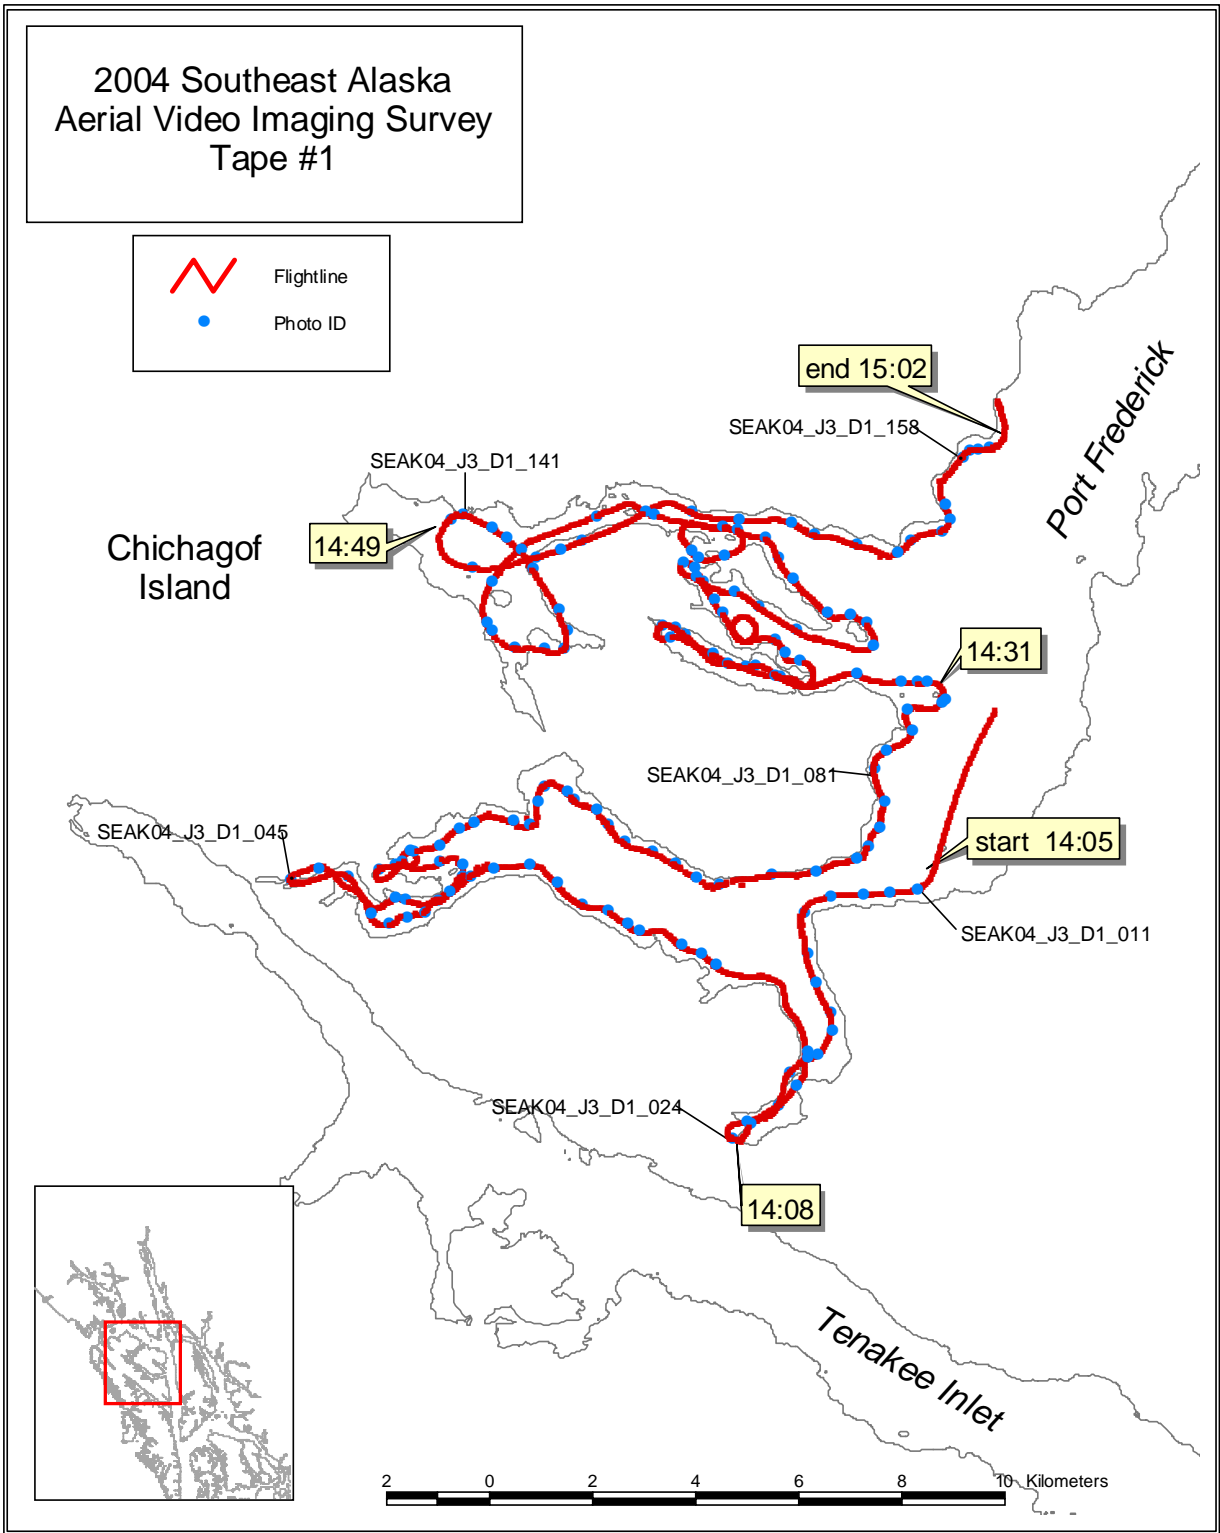 2004 Southeast Alaska
Aerial Video Imaging Survey
Tape #1
Flightline
Photo ID
end 15:02
SEAK04_J3_D1_158
Port Frederick
SEAK04_J3_D1_141
14:49
Chichagof
Island
14:31
SEAK04_J3_D1_081
SEAK04_J3_D1_045
start 14:05
SEAK04_J3_D1_011
SEAK04_J3_D1_024
14:08
Tenakee Inlet
2 0 2 4 6 8 10 Kilometers